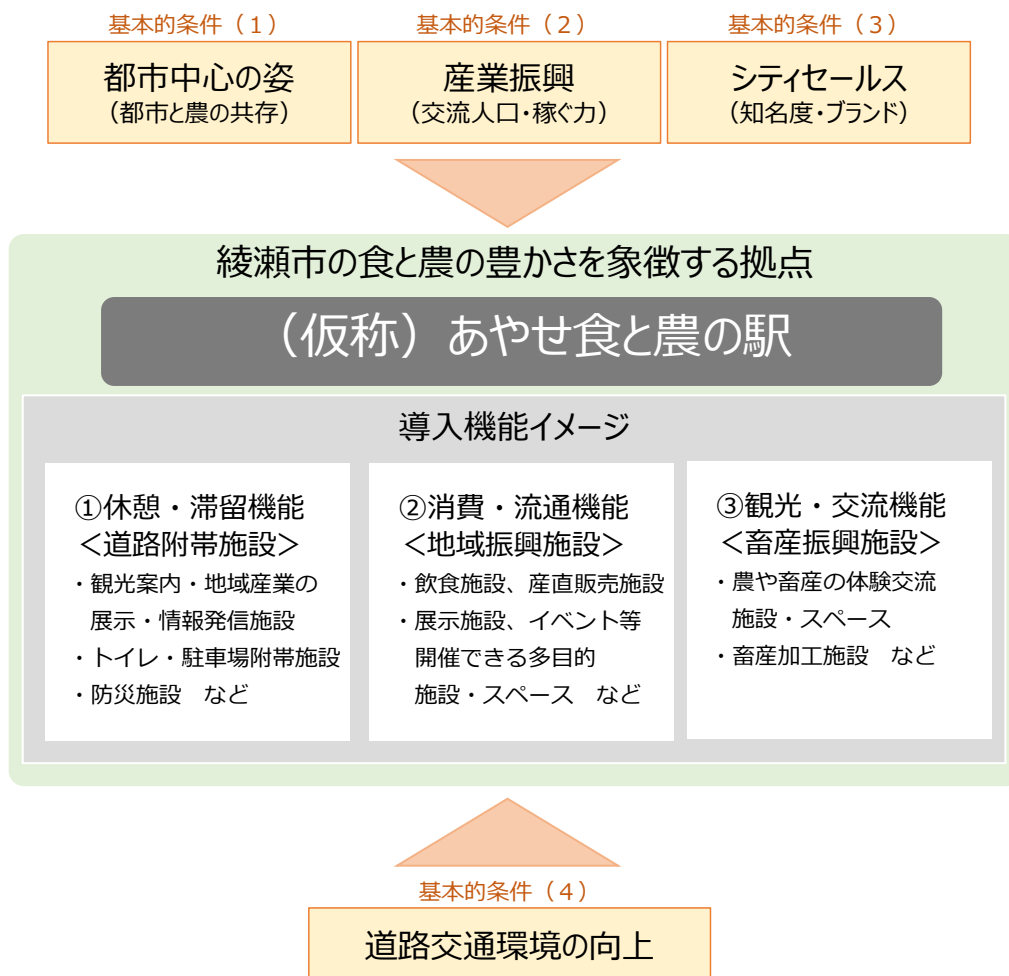 基本的条件（１）
都市中心の姿
（都市と農の共存）
基本的条件（２）
産業振興
（交流人口・稼ぐ力）
基本的条件（３）
シティセールス
（知名度・ブランド）
綾瀬市の食と農の豊かさを象徴する拠点
（仮称）あやせ食と農の駅
導入機能イメージ
①休憩・滞留機能
＜道路附帯施設＞
・観光案内・地域産業の
展示・情報発信施設
・トイレ・駐車場附帯施設
・防災施設　など
②消費・流通機能
＜地域振興施設＞
・飲食施設、産直販売施設
・展示施設、イベント等
開催できる多目的
施設・スペース　など
③観光・交流機能
＜畜産振興施設＞
・農や畜産の体験交流
施設・スペース
・畜産加工施設　など
基本的条件（４）
道路交通環境の向上